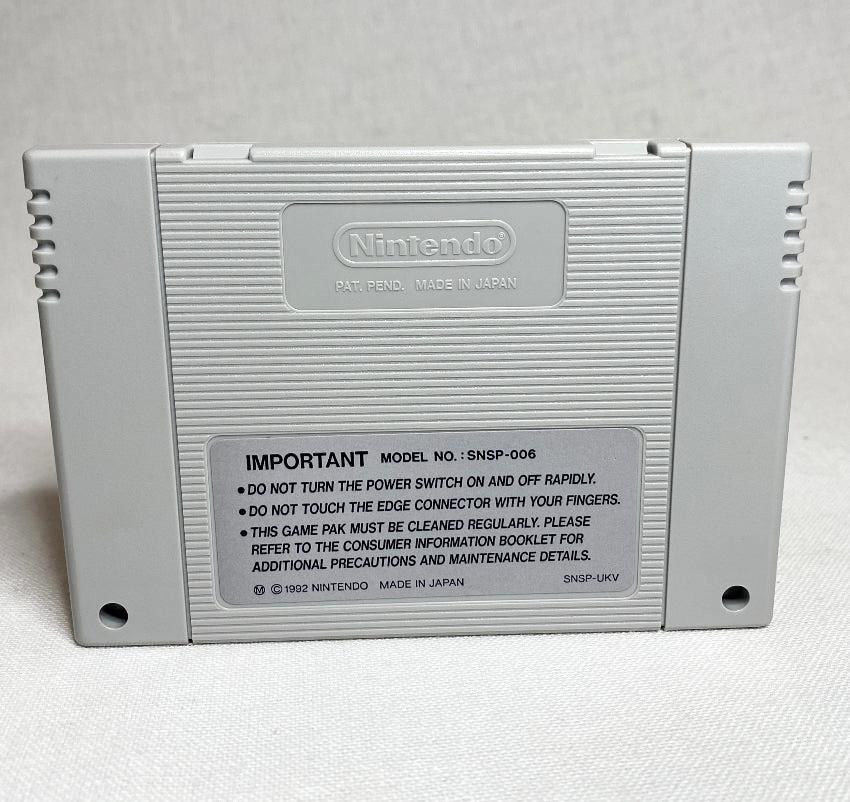 Nintendo®
PAT. PEND. MADE IN JAPAN
IMPORTANT MODEL NO.: SNSP-006
●DO NOT TURN THE POWER SWITCH ON AND OFF RAPIDLY.
●DO NOT TOUCH THE EDGE CONNECTOR WITH YOUR FINGERS.
●THIS GAME PAK MUST BE CLEANED REGULARLY. PLEASE
REFER TO THE CONSUMER INFORMATION BOOKLET FOR
ADDITIONAL PRECAUTIONS AND MAINTENANCE DETAILS.
Ⓜ ©1992 NINTENDO MADE IN JAPAN SNSP-UKV